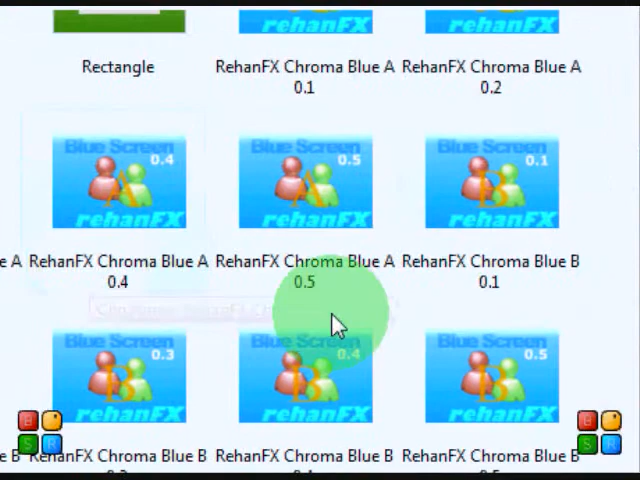 rehanFX
rehanFX
Rectangle
RehanFX Chroma Blue A
0.1
RehanFX Chroma Blue A
0.2
Blue Screen
0.4
A
rehanFX
Blue Screen
0.5
A
rehanFX
Blue Screen
0.1
B
rehanFX
e A
RehanFX Chroma Blue A
0.4
RehanFX Chroma Blue A
0.5
RehanFX Chroma Blue B
0.1
Blue Screen
0.3
B
rehanFX
Blue Screen
0.4
B
rehanFX
Blue Screen
0.5
B
rehanFX
B
S R
B
S R
e B
RehanFX Chroma Blue B
RehanFX Chroma Blue B
RehanFX Chroma Blue B